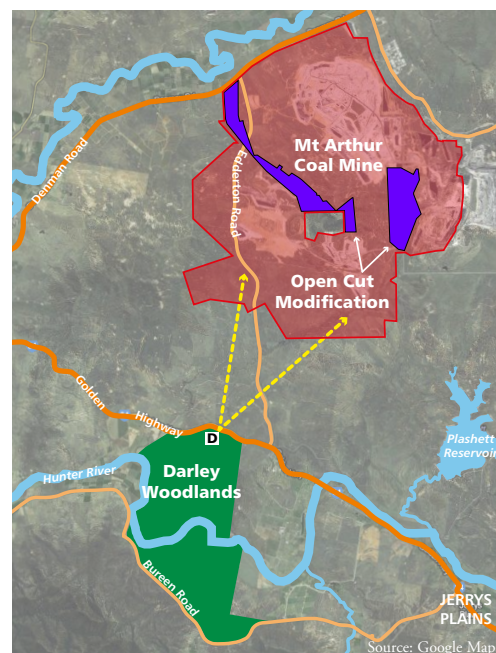 Denman Road
Edderton Road
Mt Arthur
Coal Mine
Open Cut
Modification
Golden
Highway
D
Plashett
Reservoir
Hunter River
Darley
Woodlands
Bureen Road
JERRYS
PLAINS
Source: Google Map